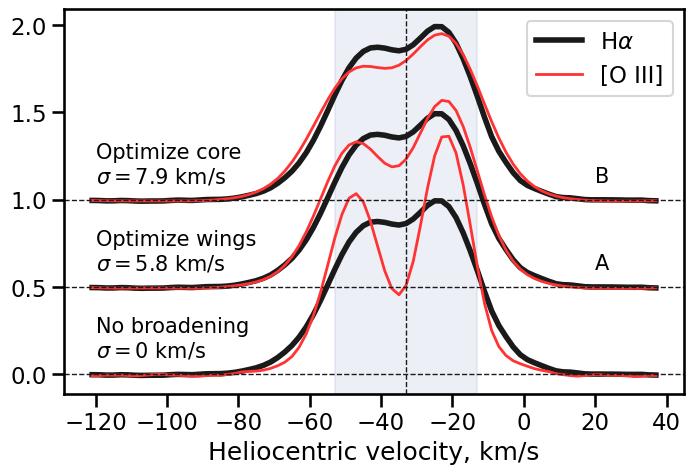 2.0
1.5
1.0
0.5
0.0
Hα
[O III]
Optimize core
σ = 7.9 km/s
B
Optimize wings
σ = 5.8 km/s
A
No broadening
σ = 0 km/s
−120 −100 −80 −60 −40 −20 0 20 40
Heliocentric velocity, km/s